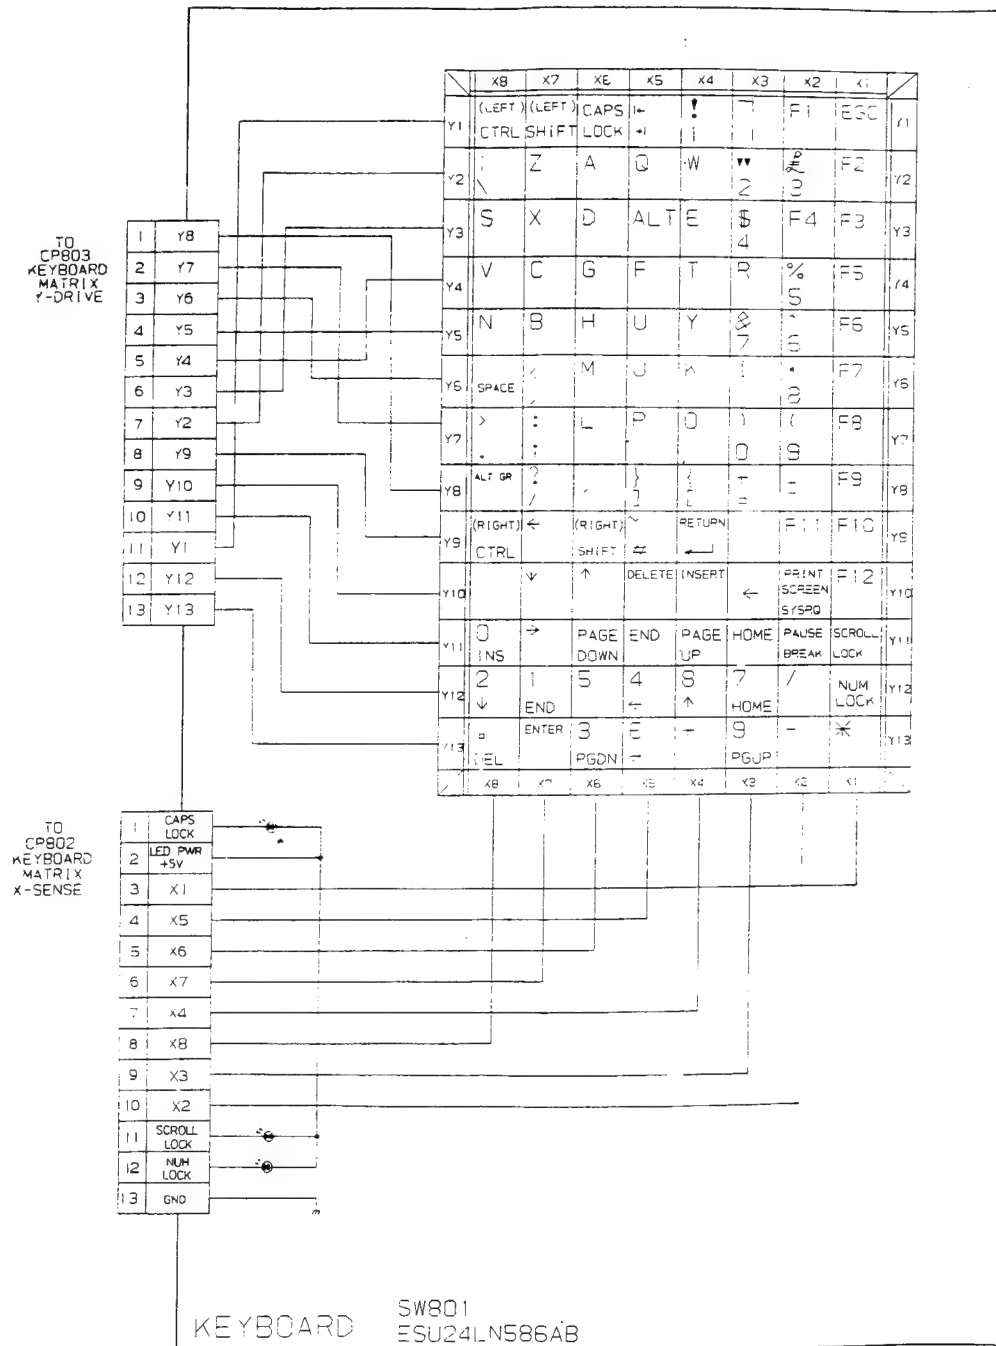 X8 X7 X6 X5 X4 X3 X2 X1
Y1 (LEFT) CTRL (LEFT) SHIFT CAPS LOCK |← →| ! F1 ESC Y1
Y2 \ Z A Q W " 2 £ 3 F2 Y2
Y3 S X D ALT E $ 4 F4 F3 Y3
Y4 V C G F T R % 5 F5 Y4
Y5 N B H U Y & 7 ^ 6 F6 Y5
Y6 SPACE < , M J K I * 8 F7 Y6
Y7 > . : ; L P O ) 0 ( 9 F8 Y7
Y8 ALT GR ? / } ] { [ + = - F9 Y8
Y9 (RIGHT) CTRL ← (RIGHT) SHIFT ~ # RETURN F11 F10 Y9
Y10 ↓ ↑ DELETE INSERT ← PRINT SCREEN SYSRQ F12 Y10
Y11 0 INS → PAGE DOWN END PAGE UP HOME PAUSE BREAK SCROLL LOCK Y11
Y12 2 ↓ 1 END 5 4 ← 8 ↑ 7 HOME / NUM LOCK Y12
Y13 . DEL ENTER 3 PGDN 6 → + 9 PGUP - * Y13
X8 X7 X6 X5 X4 X3 X2 X1
TO
CP803
KEYBOARD
MATRIX
Y-DRIVE
1 Y8
2 Y7
3 Y6
4 Y5
5 Y4
6 Y3
7 Y2
8 Y9
9 Y10
10 Y11
11 Y1
12 Y12
13 Y13
TO
CP802
KEYBOARD
MATRIX
X-SENSE
1 CAPS LOCK
2 LED PWR +5V
3 X1
4 X5
5 X6
6 X7
7 X4
8 X8
9 X3
10 X2
11 SCROLL LOCK
12 NUM LOCK
13 GND
KEYBOARD
SW801
ESU24LN586AB